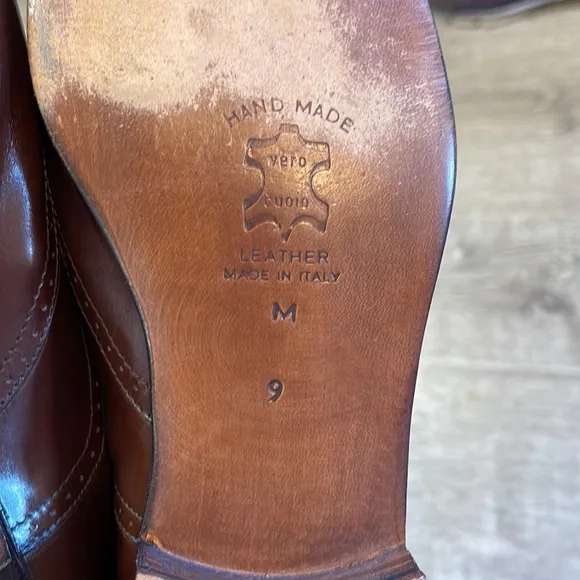 HAND MADE
vero
cuoio
LEATHER
MADE IN ITALY
M
9